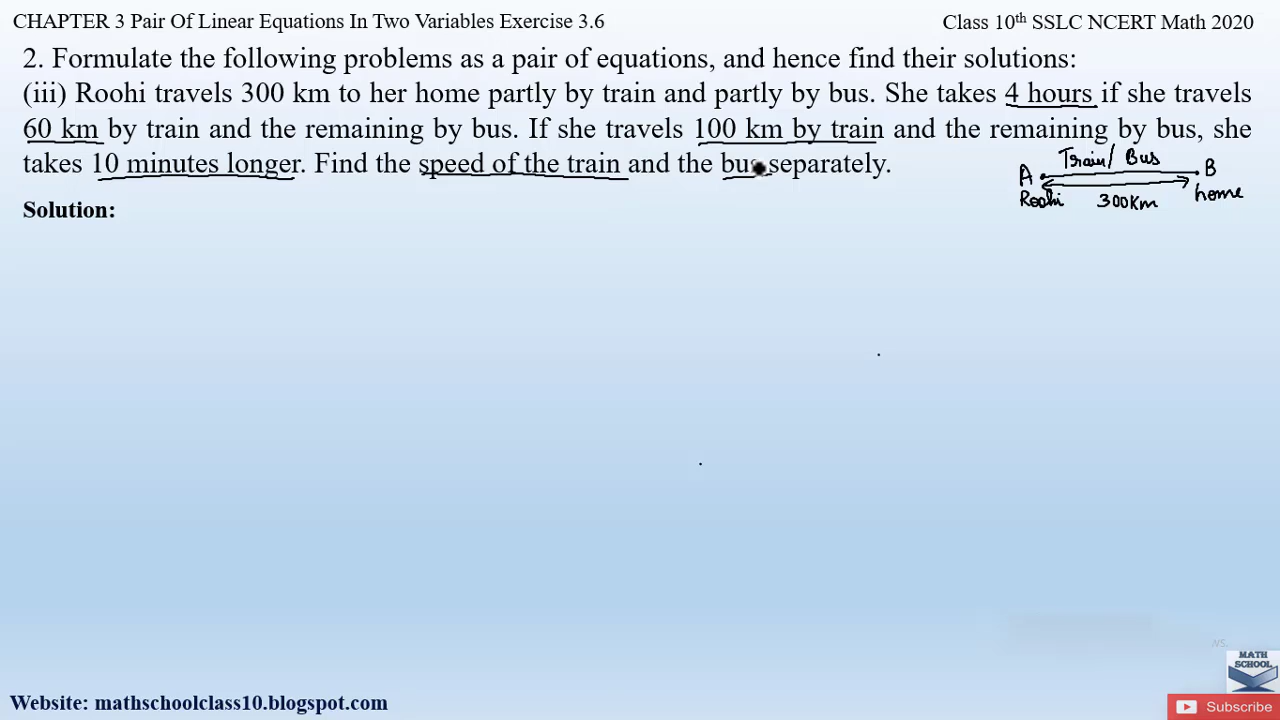 CHAPTER 3 Pair Of Linear Equations In Two Variables Exercise 3.6
Class 10th SSLC NCERT Math 2020
2. Formulate the following problems as a pair of equations, and hence find their solutions:
(iii) Roohi travels 300 km to her home partly by train and partly by bus. She takes 4 hours if she travels
60 km by train and the remaining by bus. If she travels 100 km by train and the remaining by bus, she
takes 10 minutes longer. Find the speed of the train and the bus separately.
Train/ Bus
A B
Roohi 300Km home
Solution:
MATH
SCHOOL
Website: mathschoolclass10.blogspot.com
Subscribe